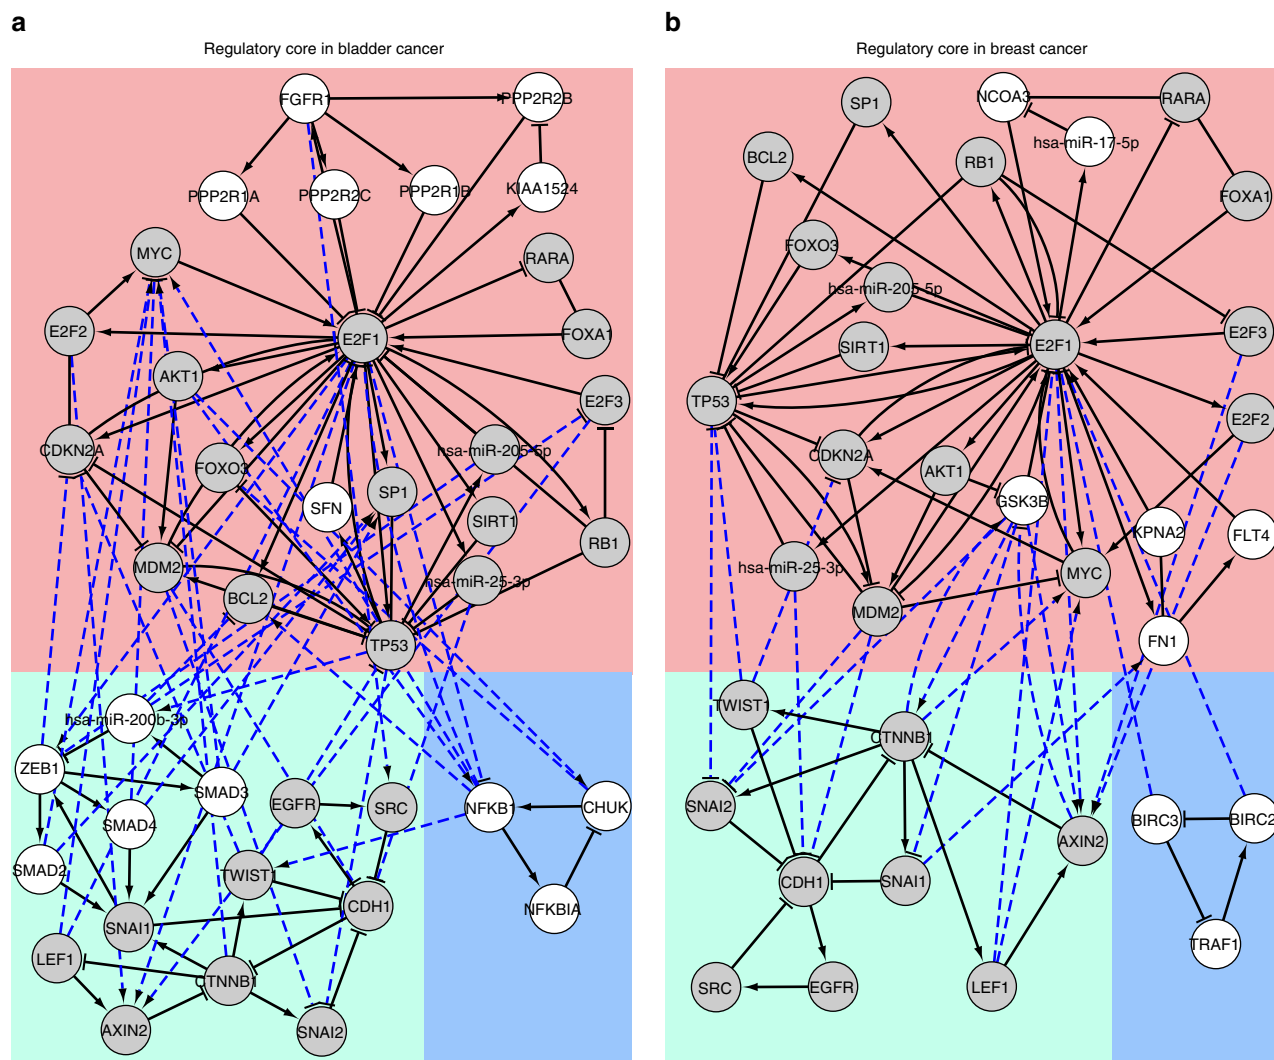 a
Regulatory core in bladder cancer
FGFR1
PPP2R2B
PPP2R1A
PPP2R2C
PPP2R1B
KIAA1524
MYC
RARA
E2F2
E2F1
FOXA1
AKT1
E2F3
CDKN2A
FOXO3
hsa-miR-205-5p
SP1
SFN
SIRT1
RB1
MDM2
hsa-miR-25-3p
BCL2
TP53
hsa-miR-200b-3p
ZEB1
SMAD3
EGFR
SRC
NFKB1
CHUK
SMAD4
SMAD2
TWIST1
CDH1
NFKBIA
SNAI1
LEF1
CTNNB1
AXIN2
SNAI2
b
Regulatory core in breast cancer
SP1
NCOA3
RARA
hsa-miR-17-5p
BCL2
RB1
FOXA1
FOXO3
hsa-miR-205-5p
SIRT1
E2F1
E2F3
TP53
E2F2
CDKN2A
AKT1
GSK3B
KPNA2
FLT4
hsa-miR-25-3p
MYC
MDM2
FN1
TWIST1
CTNNB1
SNAI2
BIRC3
BIRC2
AXIN2
CDH1
SNAI1
TRAF1
SRC
EGFR
LEF1